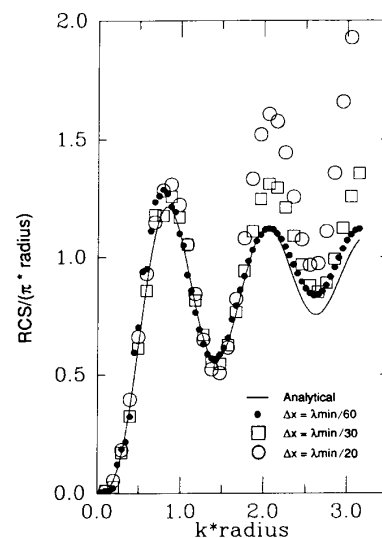 2.0
1.5
1.0
0.5
0.0
RCS/(π * radius)
Analytical
Δx = λmin/60
Δx = λmin/30
Δx = λmin/20
0.0 1.0 2.0 3.0
k*radius